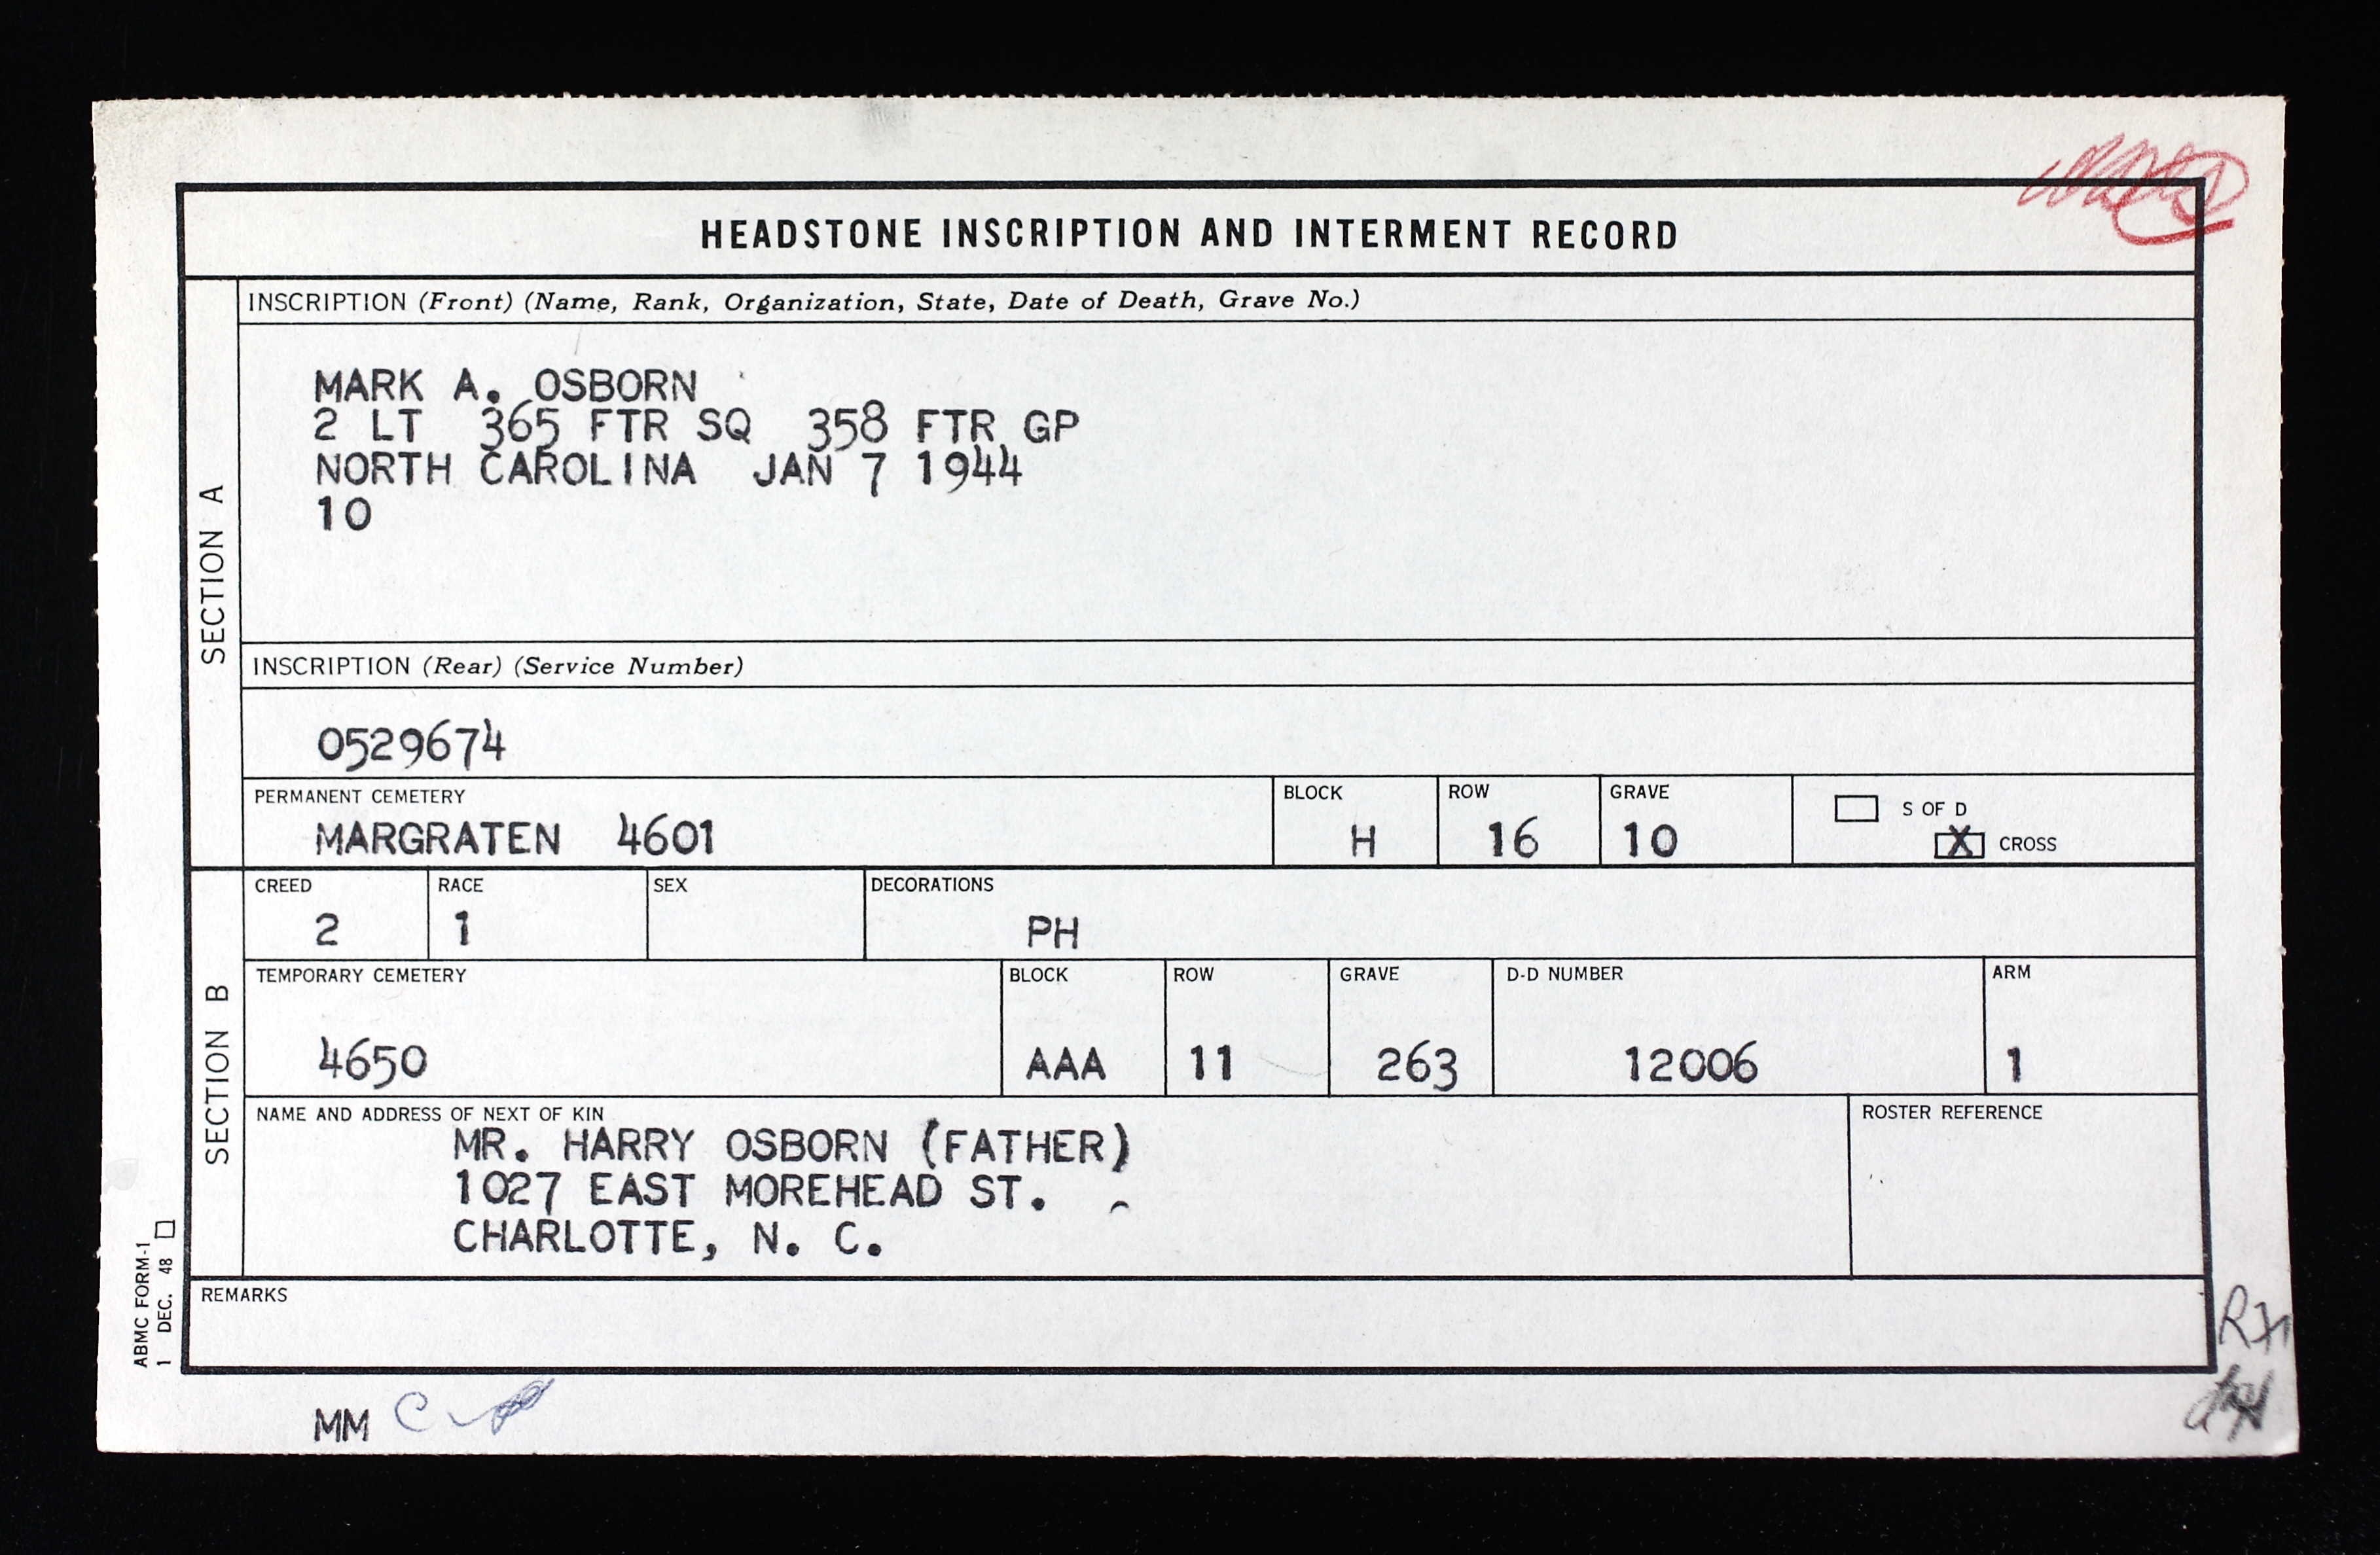 HEADSTONE INSCRIPTION AND INTERMENT RECORD
SECTION A
INSCRIPTION (Front) (Name, Rank, Organization, State, Date of Death, Grave No.)
MARK A. OSBORN
2 LT 365 FTR SQ 358 FTR GP
NORTH CAROLINA JAN 7 1944
10
INSCRIPTION (Rear) (Service Number)
0529674
PERMANENT CEMETERY
MARGRATEN 4601
BLOCK
H
ROW
16
GRAVE
10
S OF D
X CROSS
SECTION B
CREED
2
RACE
1
SEX
DECORATIONS
PH
TEMPORARY CEMETERY
4650
BLOCK
AAA
ROW
11
GRAVE
263
D-D NUMBER
12006
ARM
1
NAME AND ADDRESS OF NEXT OF KIN
MR. HARRY OSBORN (FATHER)
1027 EAST MOREHEAD ST.
CHARLOTTE, N. C.
ROSTER REFERENCE
REMARKS
ABMC FORM-1
1 DEC. 48
MM